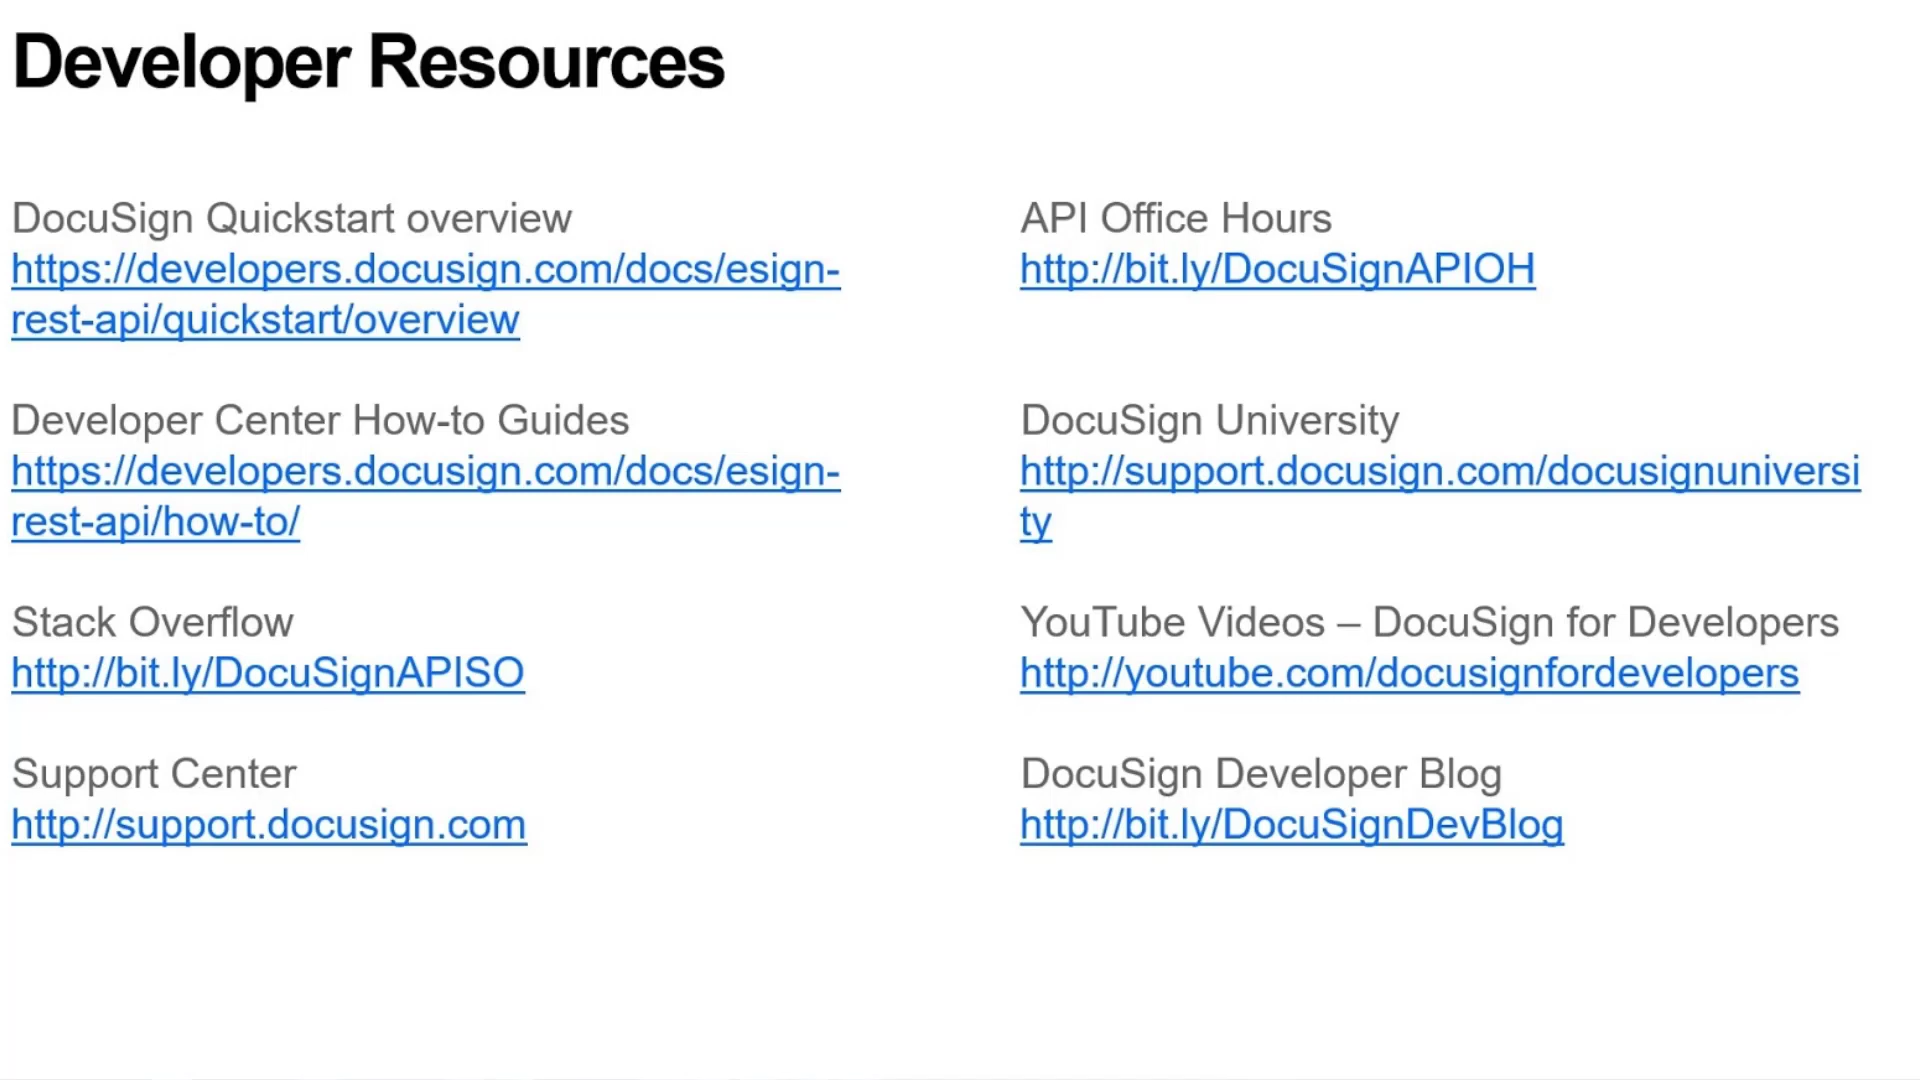 Developer Resources
DocuSign Quickstart overview
https://developers.docusign.com/docs/esign-
rest-api/quickstart/overview
Developer Center How-to Guides
https://developers.docusign.com/docs/esign-
rest-api/how-to/
Stack Overflow
http://bit.ly/DocuSignAPISO
Support Center
http://support.docusign.com
API Office Hours
http://bit.ly/DocuSignAPIOH
DocuSign University
http://support.docusign.com/docusignuniversi
ty
YouTube Videos – DocuSign for Developers
http://youtube.com/docusignfordevelopers
DocuSign Developer Blog
http://bit.ly/DocuSignDevBlog